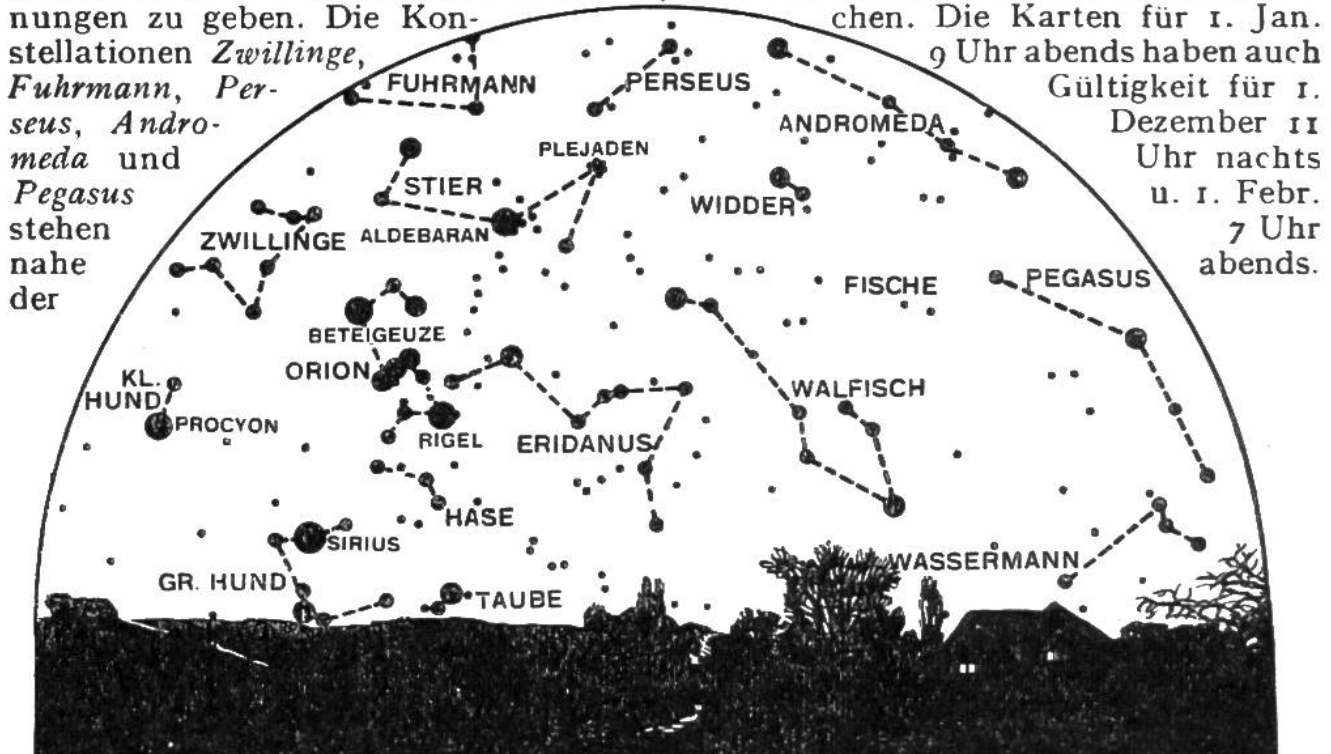 nungen zu geben. Die Kon-
stellationen Zwillinge,
Fuhrmann, Per-
seus, Andro-
meda und
Pegasus
stehen
nahe
der
chen. Die Karten für 1. Jan.
9 Uhr abends haben auch
Gültigkeit für 1.
Dezember 11
Uhr nachts
u. 1. Febr.
7 Uhr
abends.
FUHRMANN
PERSEUS
ANDROMEDA
PLEJADEN
STIER
WIDDER
ZWILLINGE
ALDEBARAN
FISCHE
PEGASUS
BETEIGEUZE
ORION
KL.
HUND
WALFISCH
PROCYON
RIGEL
ERIDANUS
HASE
SIRIUS
WASSERMANN
GR. HUND
TAUBE